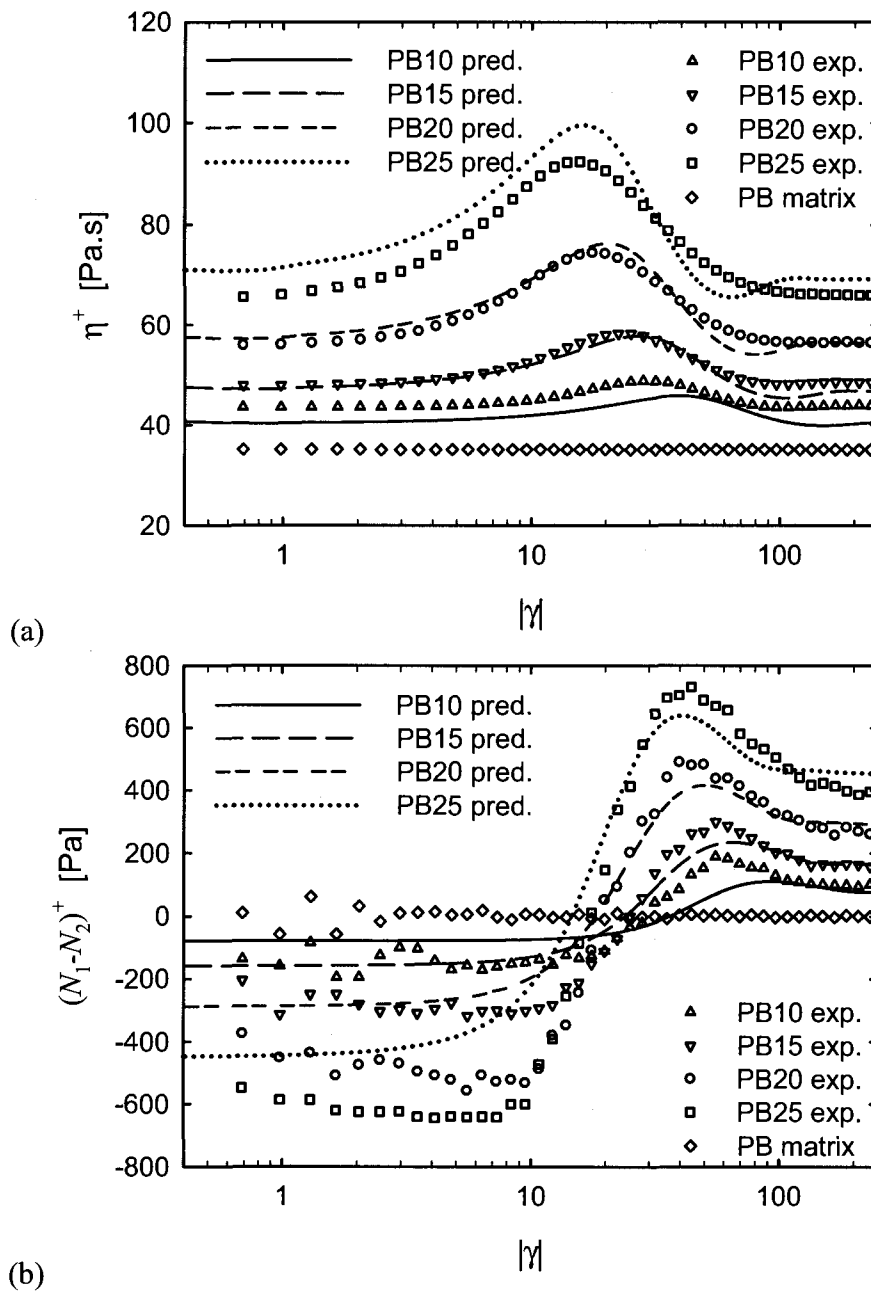 120
100
80
60
40
20
η⁺ [Pa.s]
PB10 pred.
PB15 pred.
PB20 pred.
PB25 pred.
PB10 exp.
PB15 exp.
PB20 exp.
PB25 exp.
PB matrix
1
10
100
|γ|
(a)
800
600
400
200
0
-200
-400
-600
-800
(N₁-N₂)⁺ [Pa]
PB10 pred.
PB15 pred.
PB20 pred.
PB25 pred.
PB10 exp.
PB15 exp.
PB20 exp.
PB25 exp.
PB matrix
1
10
100
|γ|
(b)